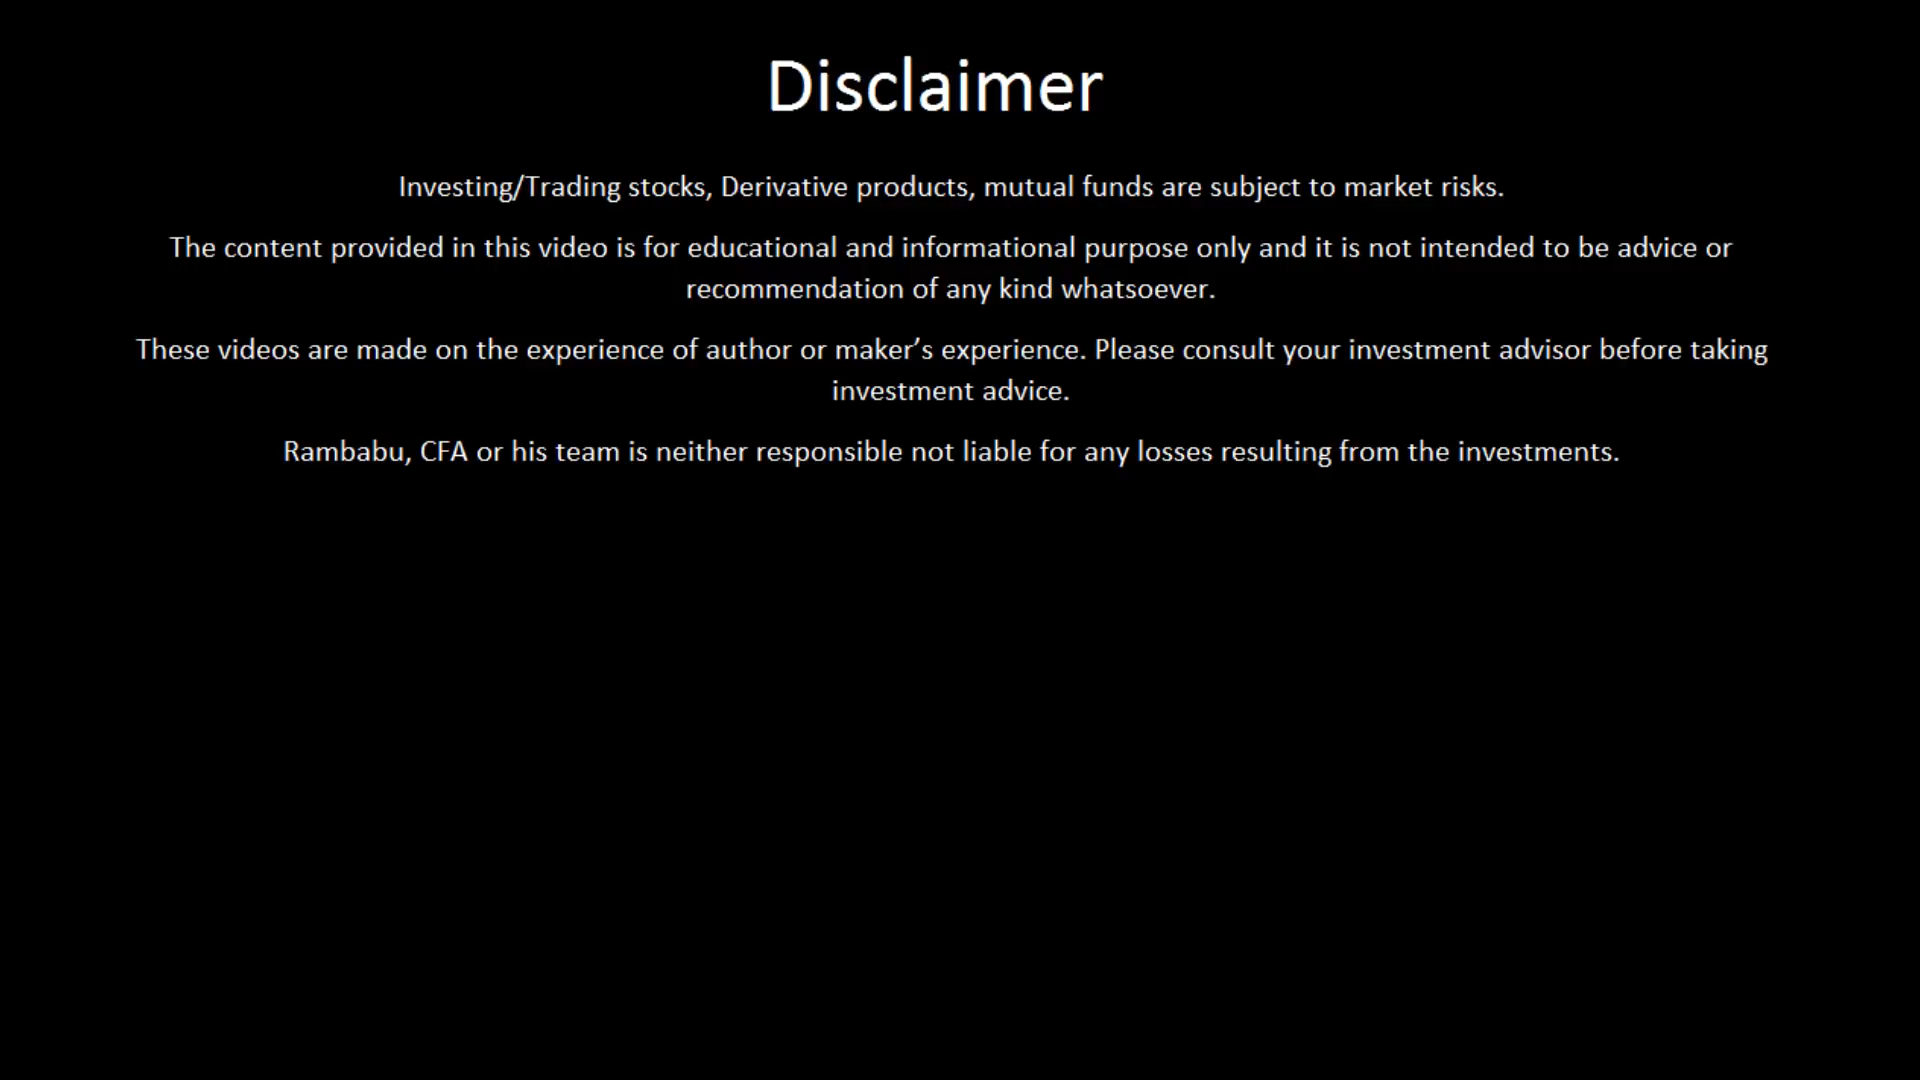 Disclaimer
Investing/Trading stocks, Derivative products, mutual funds are subject to market risks.
The content provided in this video is for educational and informational purpose only and it is not intended to be advice or
recommendation of any kind whatsoever.
These videos are made on the experience of author or maker’s experience. Please consult your investment advisor before taking
investment advice.
Rambabu, CFA or his team is neither responsible not liable for any losses resulting from the investments.